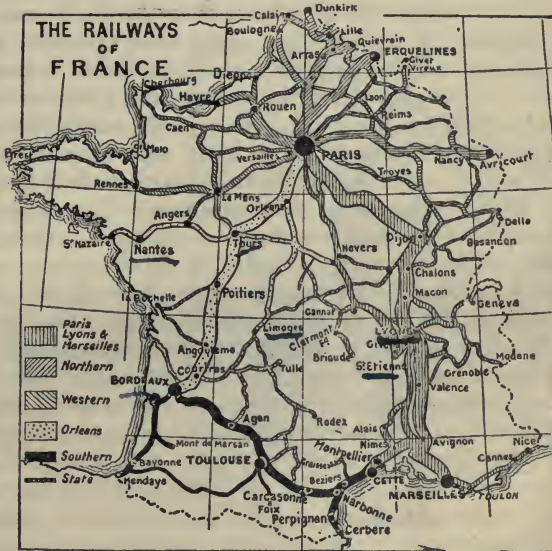 THE RAILWAYS
OF
FRANCE
Calais
Dunkirk
Boulogne
Lille
Quievrain
Arras
ERQUELINES
Givet
Vireux
Dieppe
Cherbourg
Havre
Rouen
Laon
Reims
Caen
Versailles
PARIS
Nancy
Avricourt
Brest
Troyes
Rennes
Le Mans
Orleans
Angers
Delle
Dijon
Besancon
St Nazaire
Nantes
Tours
Nevers
Chalons
Macon
Poitiers
Geneva
la Rochelle
Gannat
Limoges
LYONS
Clermont
Fd
Modane
Angouleme
Brioude
St Etienne
Grenoble
Coutras
Tulle
Valence
BORDEAUX
Rodez
Agen
Alais
Mont de Marsan
Nimes
Avignon
Nice
Bayonne
TOULOUSE
Montpellier
Cannes
Hendaye
Beziers
CETTE
MARSEILLES
TOULON
Carcasonne
Narbonne
Foix
Perpignan
Cerbere
Paris
Lyons &
Marseilles
Northern
Western
Orleans
Southern
State